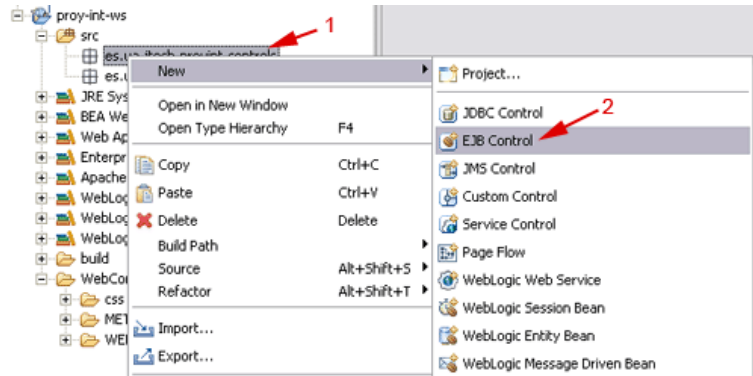 proy-int-ws
1
src
es.ua.jtech.proyint.controls
es.u
New
Project...
JRE Sys
BEA We
Web Ap
Enterpr
Apache
WebLog
WebLog
WebLog
build
WebCor
css
MET
WEB
Open in New Window
Open Type Hierarchy F4
Copy Ctrl+C
Paste Ctrl+V
Delete Delete
Build Path
Source Alt+Shift+S
Refactor Alt+Shift+T
Import...
Export...
JDBC Control
2
EJB Control
JMS Control
Custom Control
Service Control
Page Flow
WebLogic Web Service
WebLogic Session Bean
WebLogic Entity Bean
WebLogic Message Driven Bean